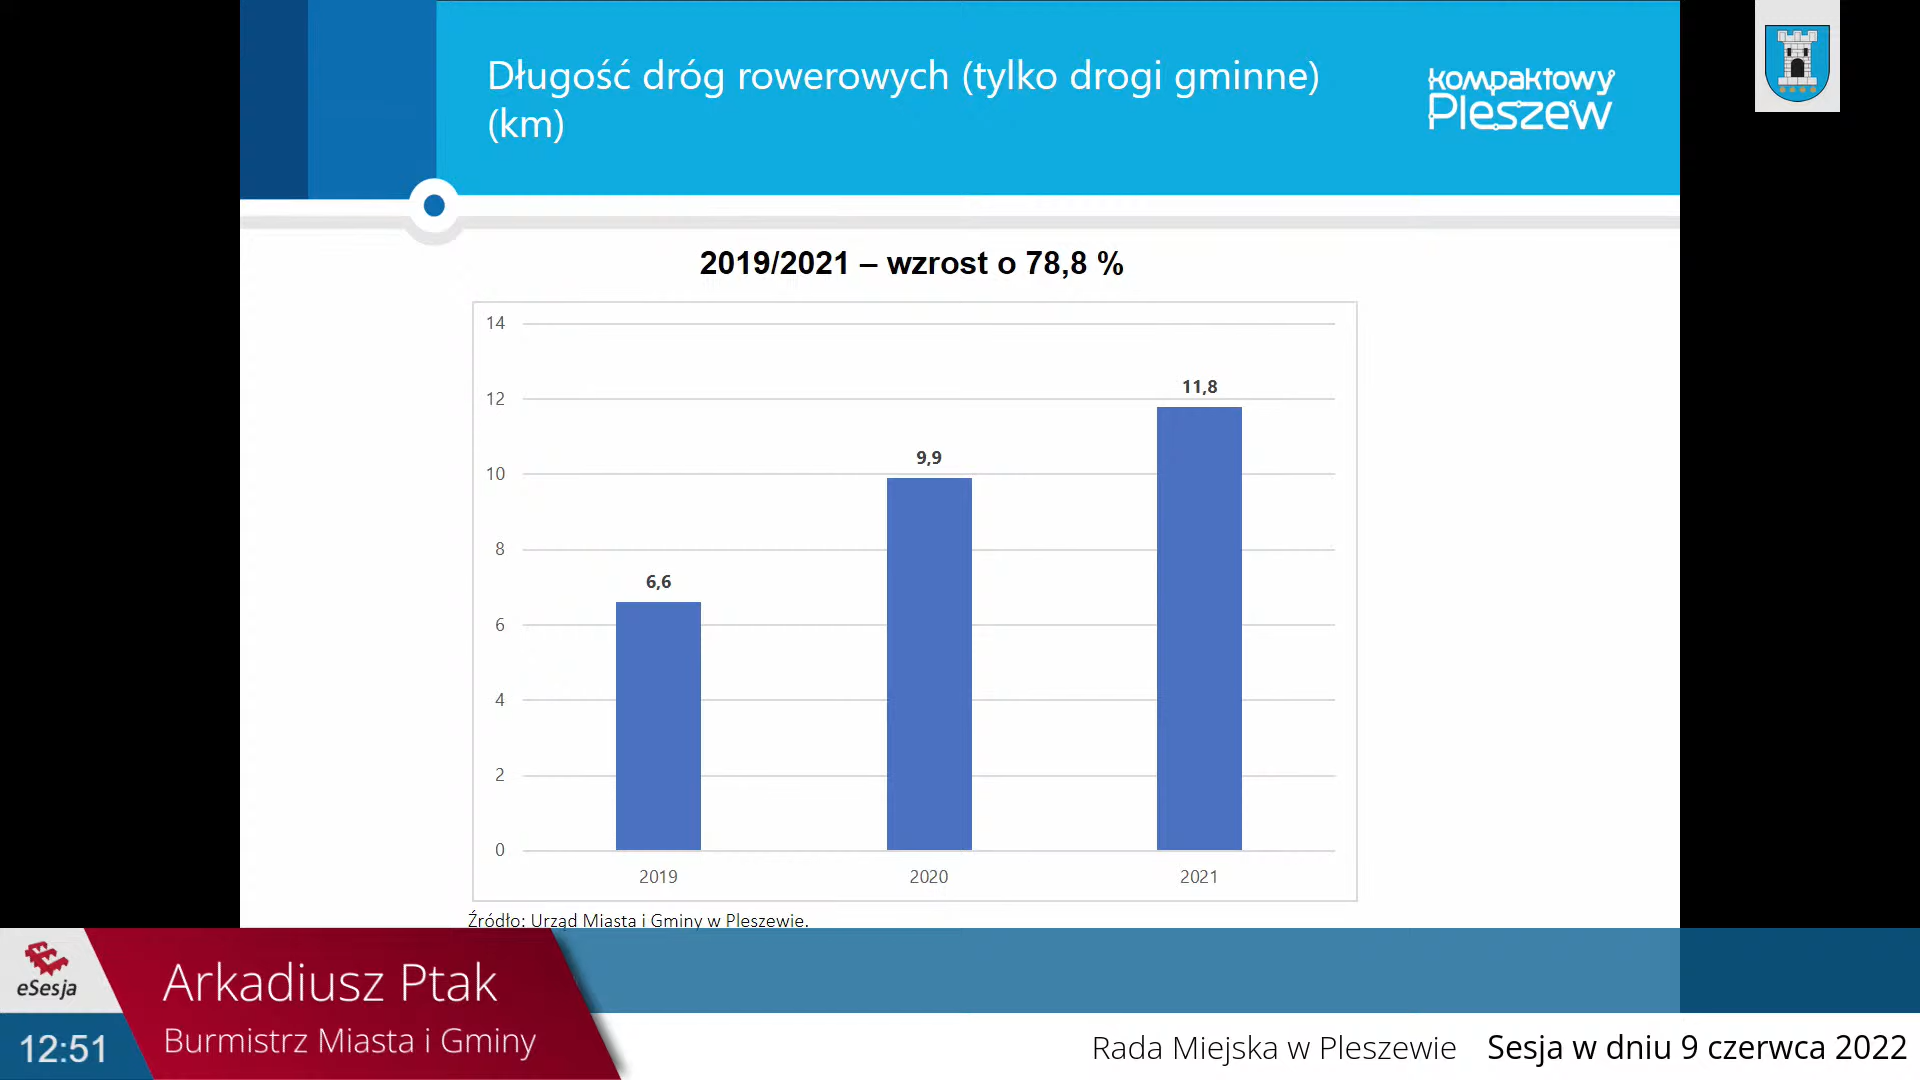 Długość dróg rowerowych (tylko drogi gminne)
(km)
kompaktowy
Pleszew
2019/2021 – wzrost o 78,8 %
14
12
10
8
6
4
2
0
6,6
9,9
11,8
2019
2020
2021
Źródło: Urząd Miasta i Gminy w Pleszewie.
eSesja
Arkadiusz Ptak
Burmistrz Miasta i Gminy
12:51
Rada Miejska w Pleszewie Sesja w dniu 9 czerwca 2022